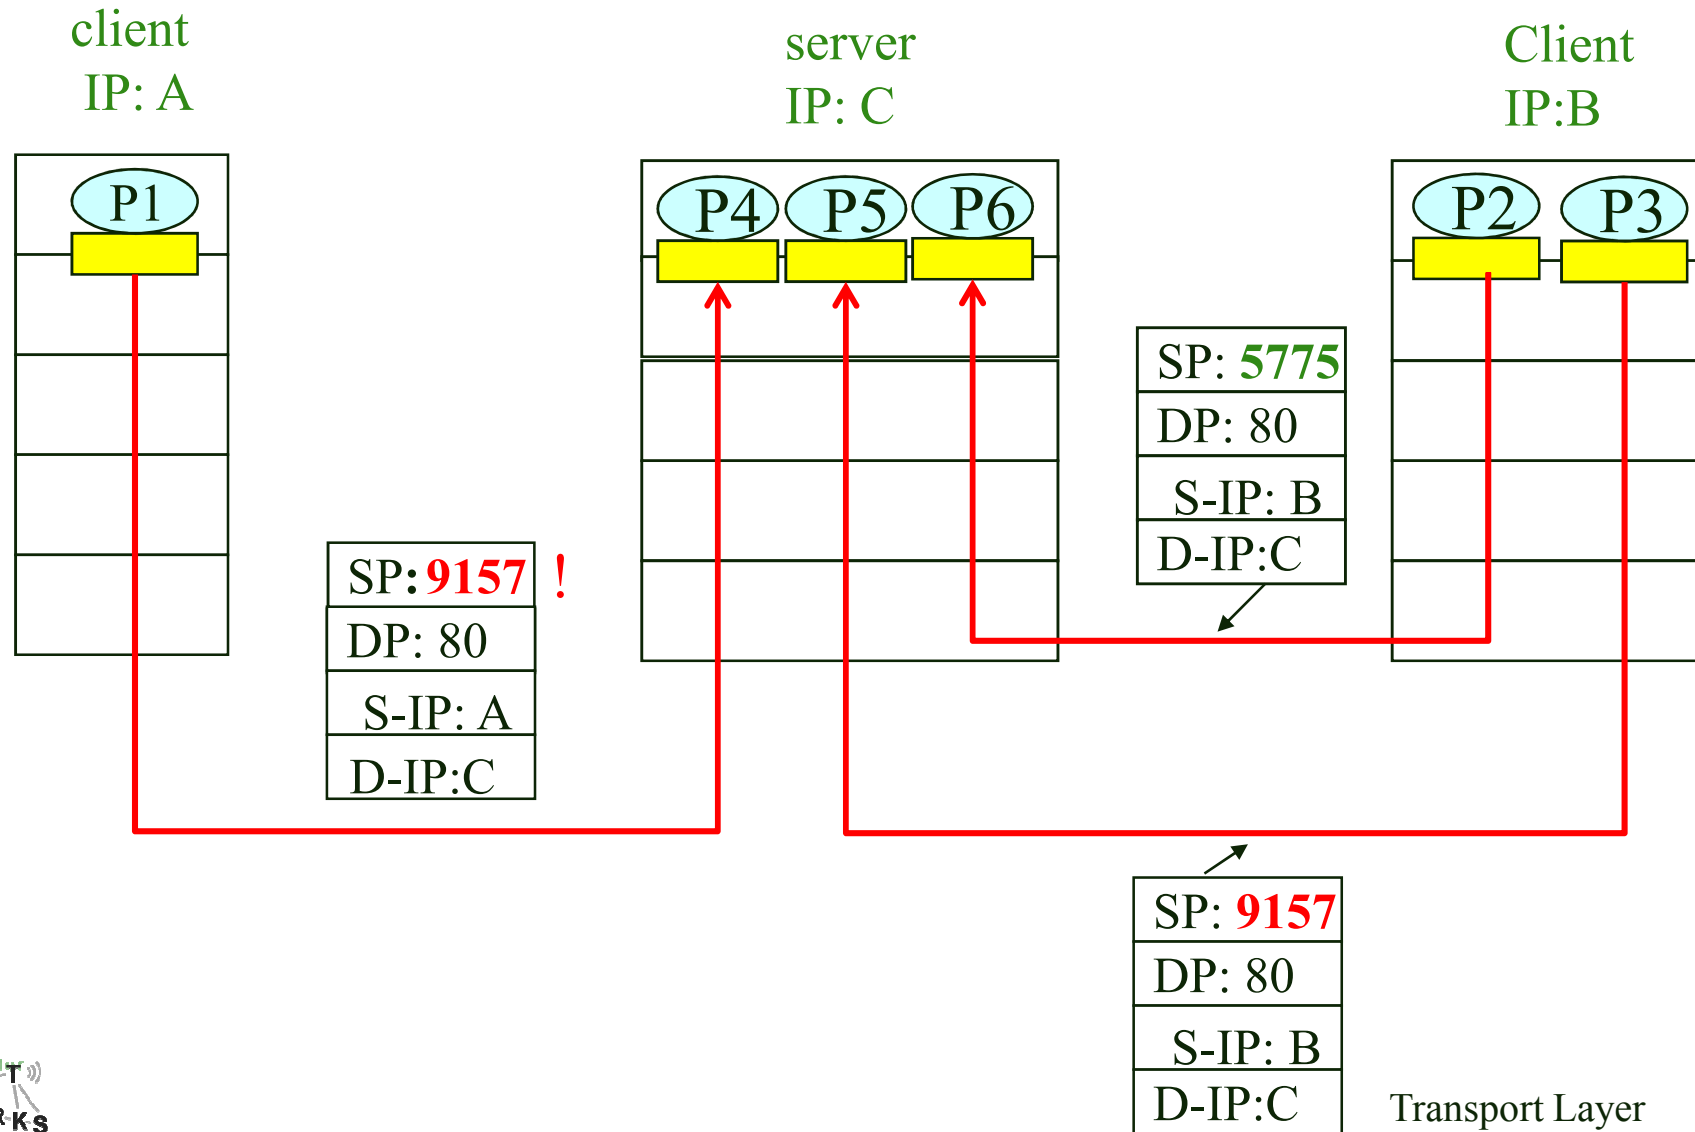 client
IP: A
server
IP: C
Client
IP:B
P1
P4
P5
P6
P2
P3
SP: 5775
DP: 80
S-IP: B
D-IP:C
SP: 9157 !
DP: 80
S-IP: A
D-IP:C
SP: 9157
DP: 80
S-IP: B
D-IP:C
Transport Layer